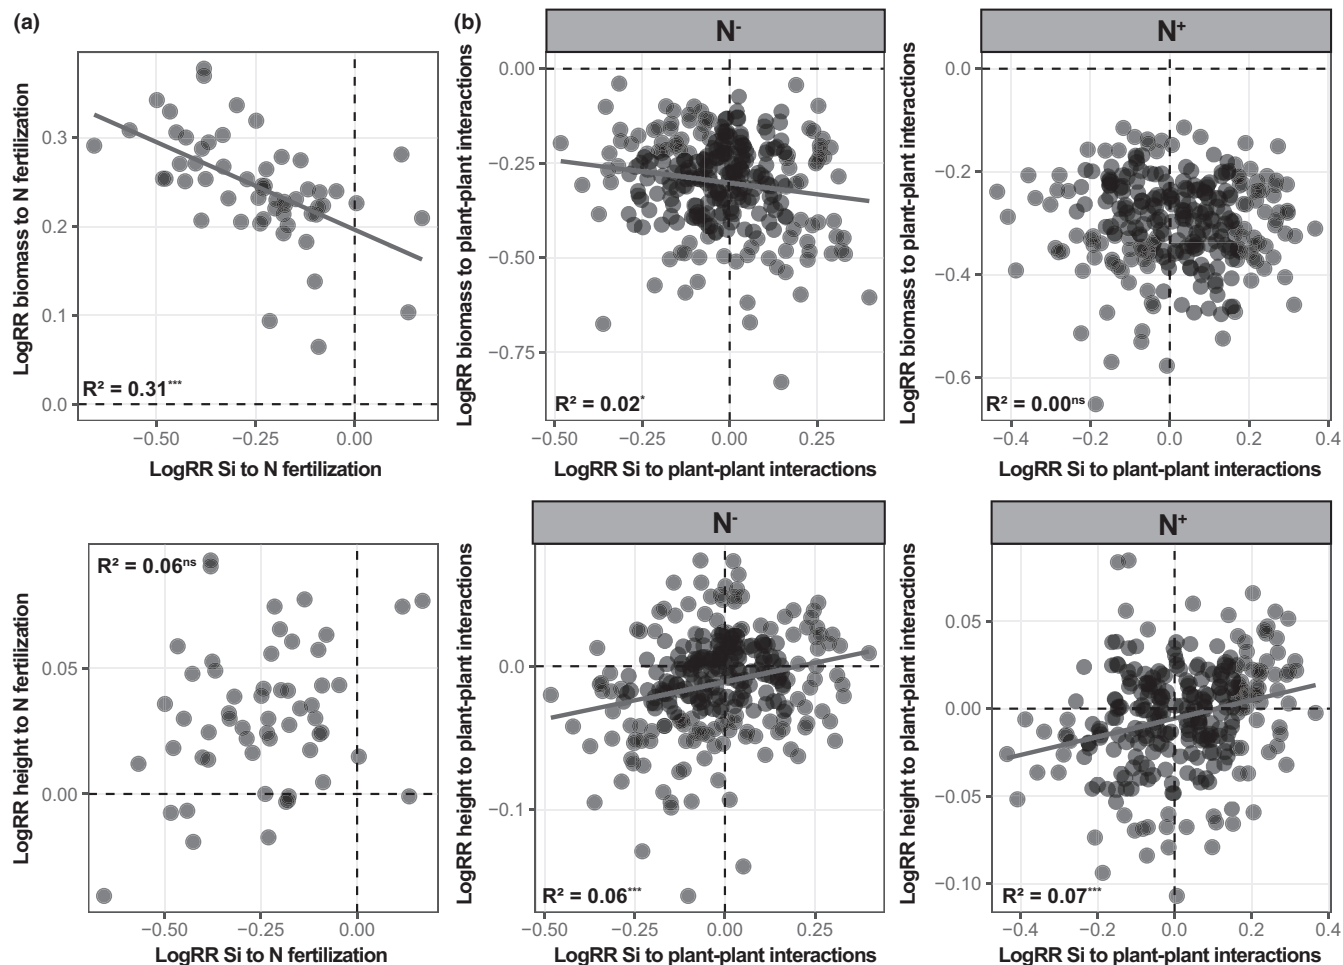 (a)
LogRR biomass to N fertilization
0.3
0.2
0.1
0.0
R² = 0.31***
−0.50
−0.25
0.00
LogRR Si to N fertilization
(b)
N-
LogRR biomass to plant-plant interactions
0.00
−0.25
−0.50
−0.75
R² = 0.02*
−0.50
−0.25
0.00
0.25
LogRR Si to plant-plant interactions
N+
LogRR biomass to plant-plant interactions
0.0
−0.2
−0.4
−0.6
R² = 0.00ns
−0.4
−0.2
0.0
0.2
0.4
LogRR Si to plant-plant interactions
LogRR height to N fertilization
R² = 0.06ns
0.05
0.00
−0.50
−0.25
0.00
LogRR Si to N fertilization
N-
LogRR height to plant-plant interactions
0.0
−0.1
R² = 0.06***
−0.50
−0.25
0.00
0.25
LogRR Si to plant-plant interactions
N+
LogRR height to plant-plant interactions
0.05
0.00
−0.05
−0.10
R² = 0.07***
−0.4
−0.2
0.0
0.2
0.4
LogRR Si to plant-plant interactions